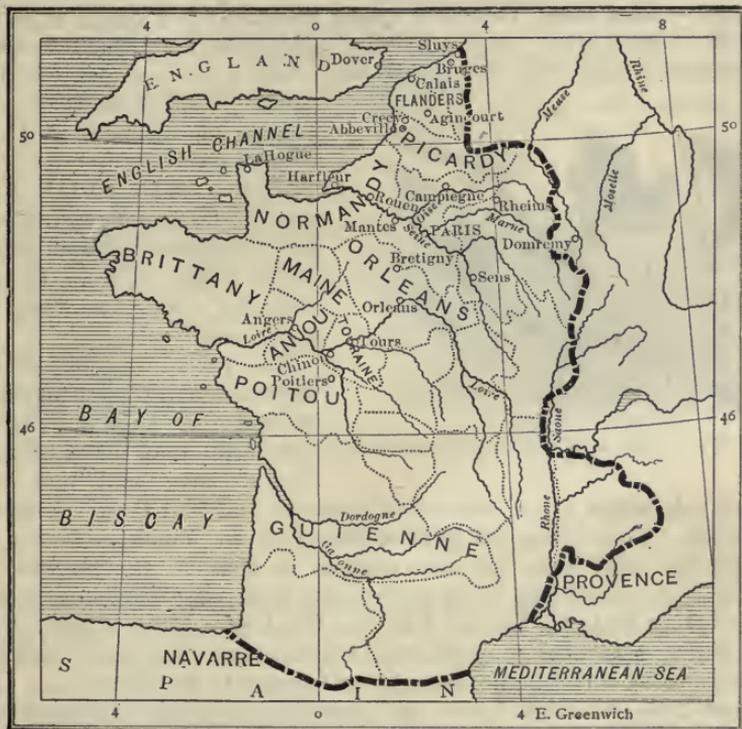 4 0 4 8
ENGLAND
Dover
Sluys
Bruges
Calais
FLANDERS
Crecy
Agincourt
Abbeville
PICARDY
Meuse
Rhine
50
50
ENGLISH CHANNEL
LaHogue
Harfleur
Rouen
Campiegne
Oise
Rheims
Moselle
NORMANDY
Mantes
Seine
PARIS
Marne
Domremy
BRITTANY
MAINE
ORLEANS
Bretigny
Sens
Orleans
Angers
Loire
ANJOU
TOURAINE
Tours
Chinon
Poitiers
POITOU
Loire
BAY OF
BISCAY
46
46
Saone
Rhone
Dordogne
GUIENNE
Garonne
PROVENCE
NAVARRE
SPAIN
MEDITERRANEAN SEA
4 0 4 E. Greenwich